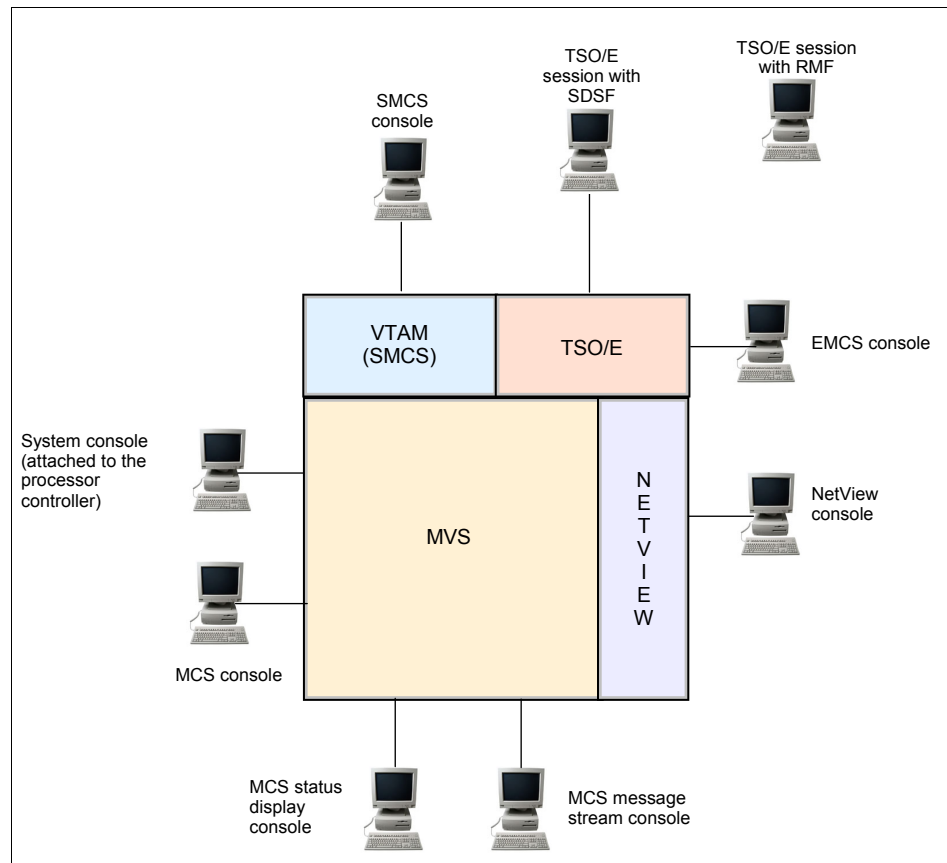 TSO/E
session with
SDSF
TSO/E session
with RMF
SMCS
console
VTAM
(SMCS)
TSO/E
EMCS console
System console
(attached to the
processor
controller)
MVS
N
E
T
V
I
E
W
NetView
console
MCS console
MCS status
display
console
MCS message
stream console